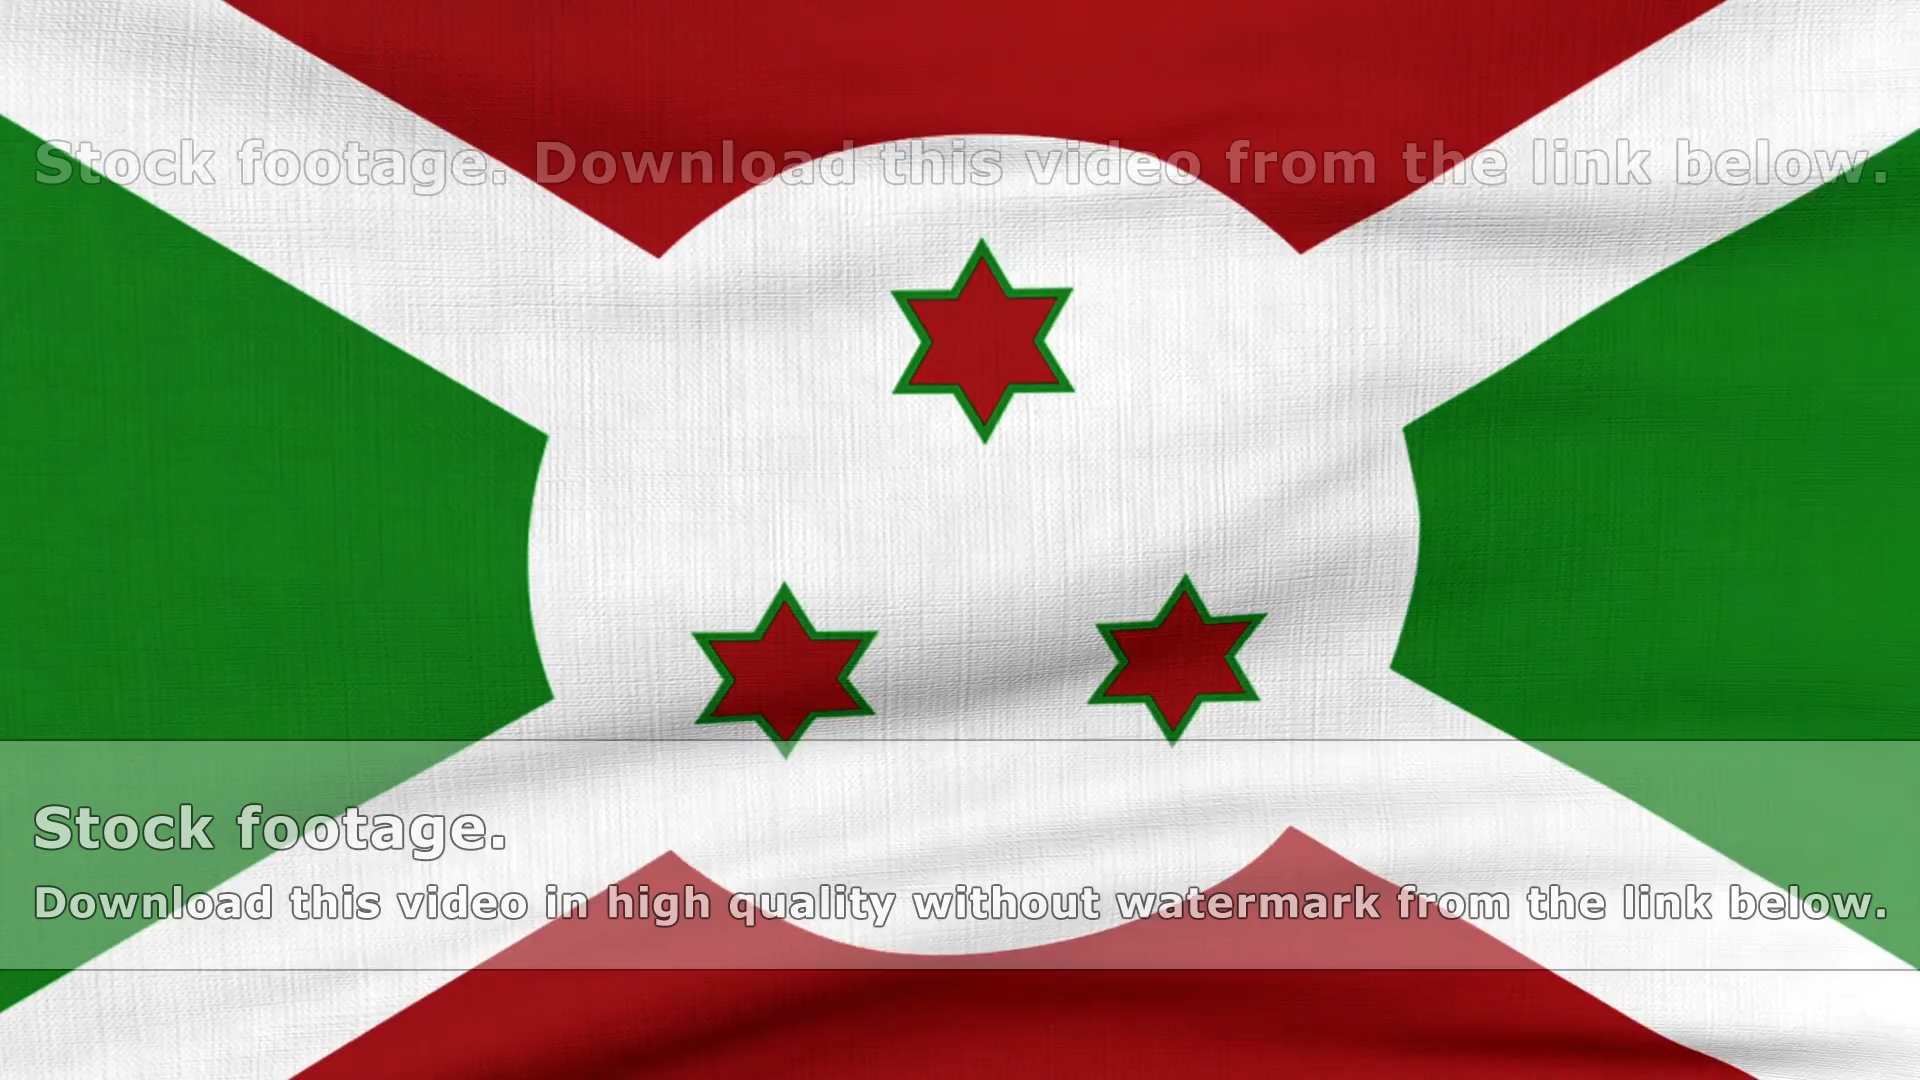 Stock footage. Download this video from the link below.
Stock footage.
Download this video in high quality without watermark from the link below.